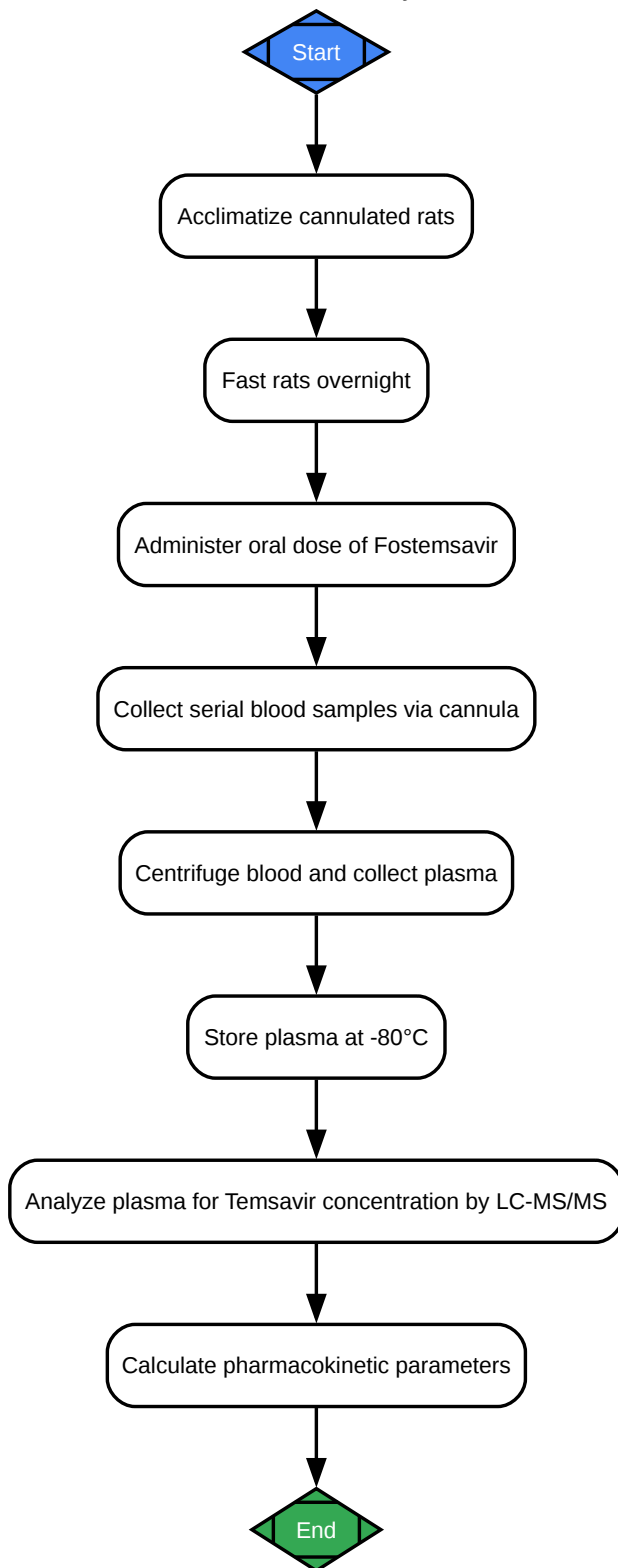 Start
Acclimatize cannulated rats
Fast rats overnight
Administer oral dose of Fostemsavir
Collect serial blood samples via cannula
Centrifuge blood and collect plasma
Store plasma at -80°C
Analyze plasma for Temsavir concentration by LC-MS/MS
Calculate pharmacokinetic parameters
End